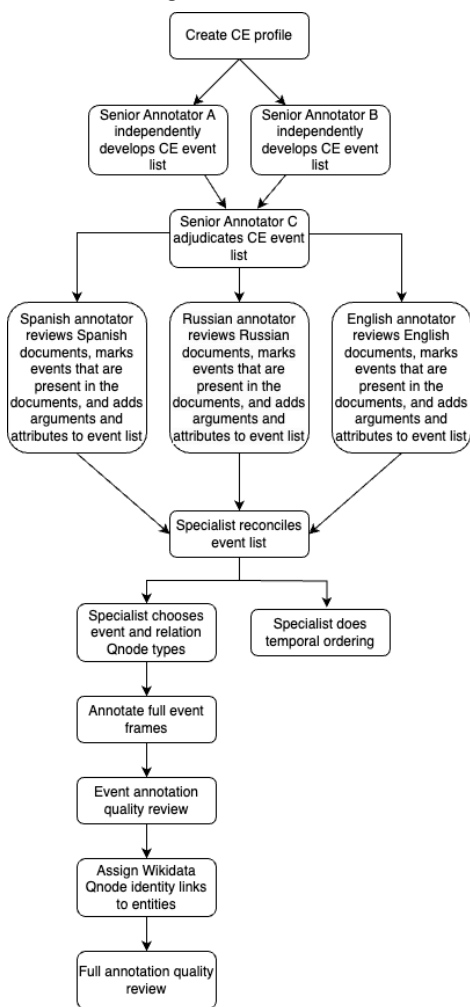 Create CE profile
Senior Annotator A
independently
develops CE event
list
Senior Annotator B
independently
develops CE event
list
Senior Annotator C
adjudicates CE event
list
Spanish annotator
reviews Spanish
documents, marks
events that are
present in the
documents, and adds
arguments and
attributes to event list
Russian annotator
reviews Russian
documents, marks
events that are
present in the
documents, and adds
arguments and
attributes to event list
English annotator
reviews English
documents, marks
events that are
present in the
documents, and adds
arguments and
attributes to event list
Specialist reconciles
event list
Specialist chooses
event and relation
Qnode types
Specialist does
temporal ordering
Annotate full event
frames
Event annotation
quality review
Assign Wikidata
Qnode identity links
to entities
Full annotation quality
review